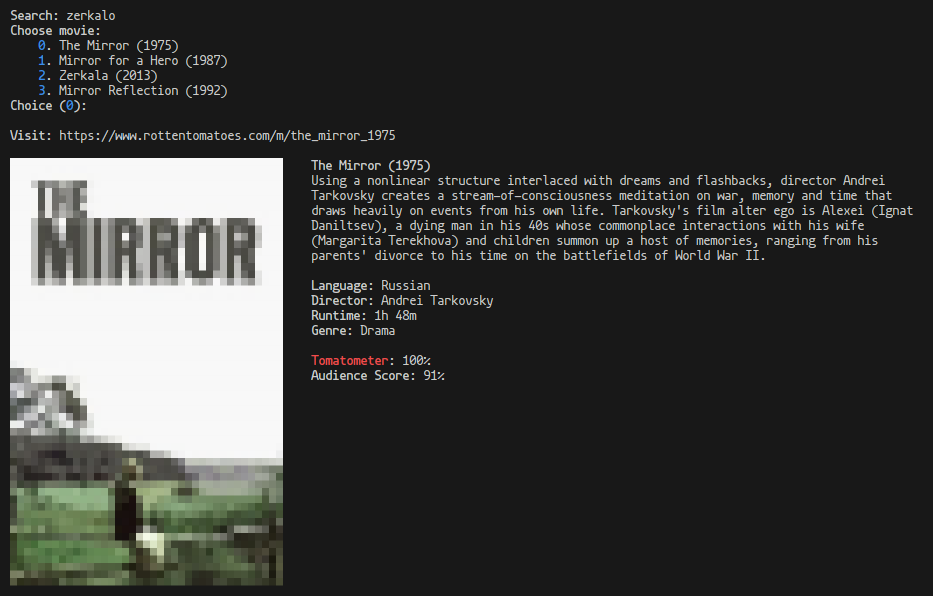 Search: zerkalo
Choose movie:
0. The Mirror (1975)
1. Mirror for a Hero (1987)
2. Zerkala (2013)
3. Mirror Reflection (1992)
Choice (0):
Visit: https://www.rottentomatoes.com/m/the_mirror_1975
THE
MIRROR
The Mirror (1975)
Using a nonlinear structure interlaced with dreams and flashbacks, director Andrei
Tarkovsky creates a stream-of-consciousness meditation on war, memory and time that
draws heavily on events from his own life. Tarkovsky's film alter ego is Alexei (Ignat
Daniltsev), a dying man in his 40s whose commonplace interactions with his wife
(Margarita Terekhova) and children summon up a host of memories, ranging from his
parents' divorce to his time on the battlefields of World War II.
Language: Russian
Director: Andrei Tarkovsky
Runtime: 1h 48m
Genre: Drama
Tomatometer: 100%
Audience Score: 91%